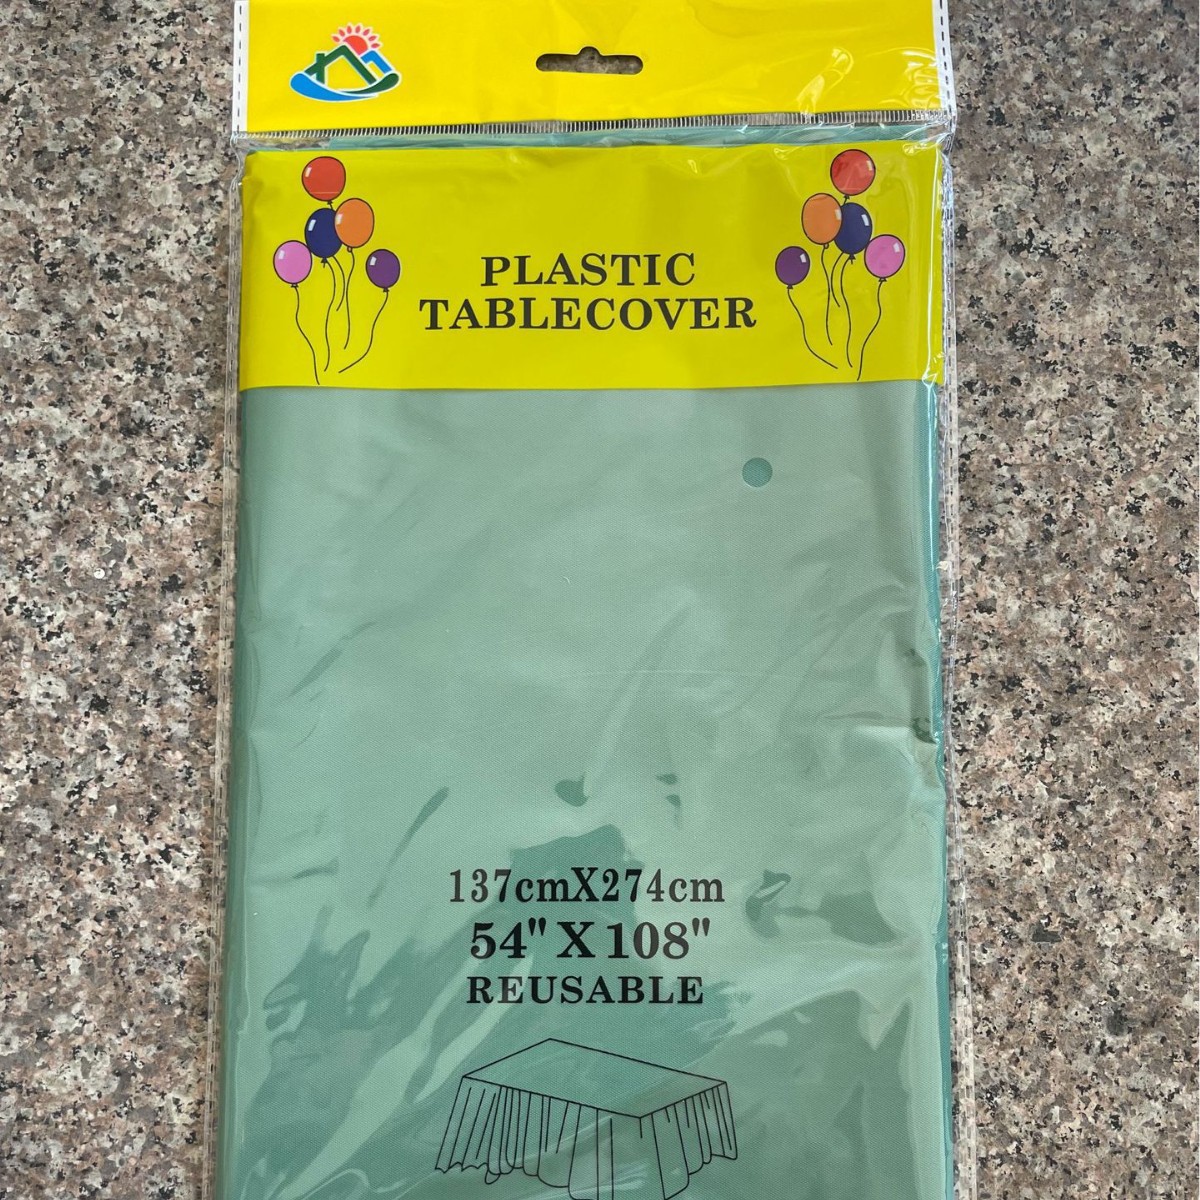 PLASTIC
TABLECOVER
137cmX274cm
54" X 108"
REUSABLE